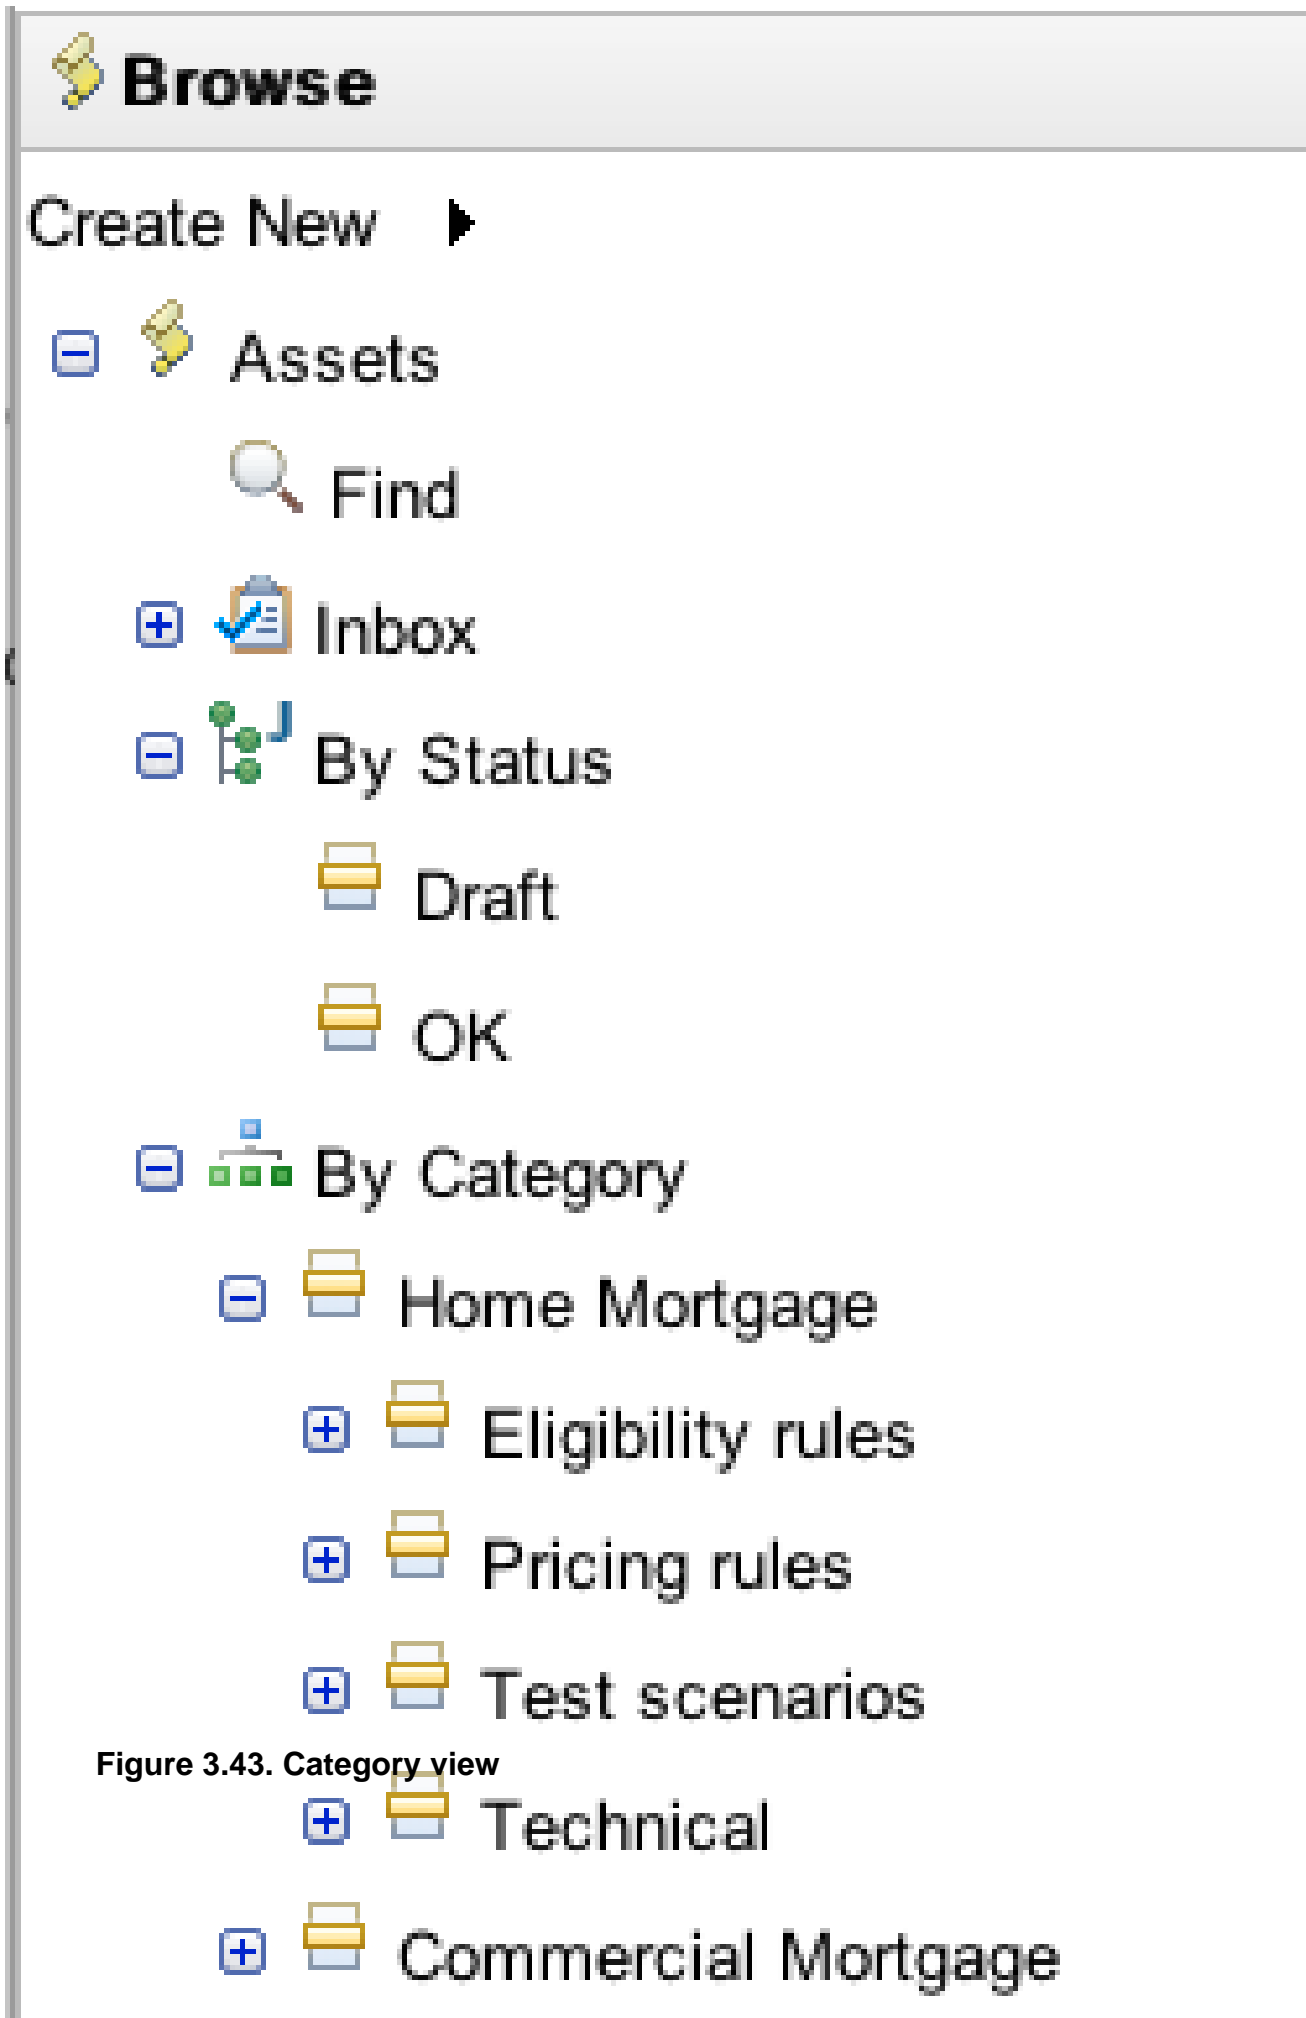 Browse
Create New
Assets
Find
Inbox
By Status
Draft
OK
By Category
Home Mortgage
Eligibility rules
Pricing rules
Test scenarios
Figure 3.43. Category view
Technical
Commercial Mortgage